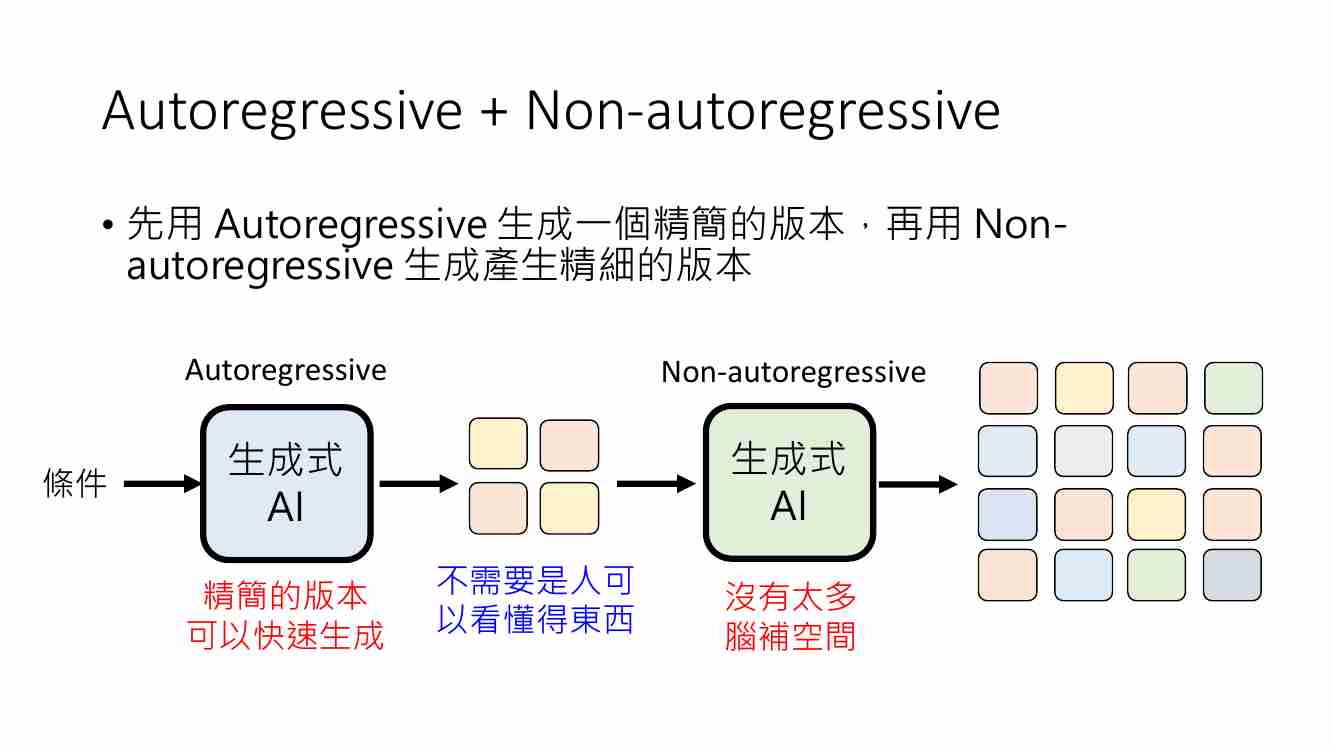 Autoregressive + Non-autoregressive
• 先用 Autoregressive 生成一個精簡的版本，再用 Non-
autoregressive 生成產生精細的版本
Autoregressive
Non-autoregressive
條件
生成式
AI
生成式
AI
精簡的版本
可以快速生成
不需要是人可
以看懂得東西
沒有太多
腦補空間